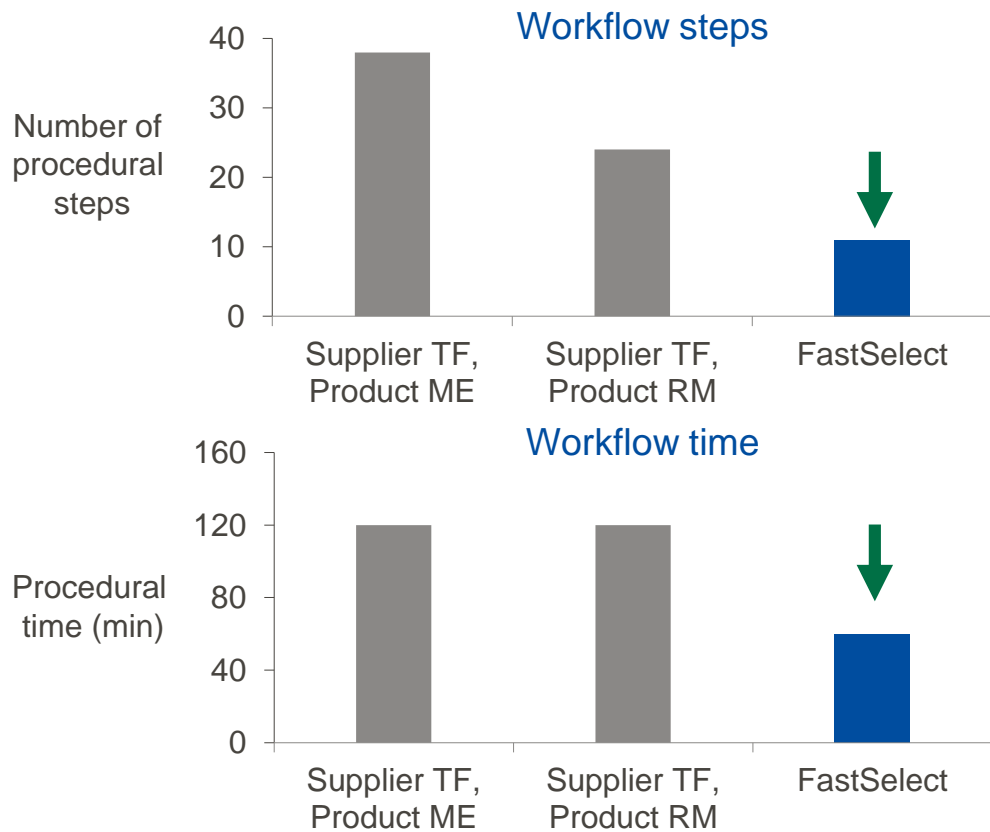 Workflow steps
Number of
procedural
steps
40
30
20
10
0
Supplier TF,
Product ME
Supplier TF,
Product RM
FastSelect
Workflow time
Procedural
time (min)
160
120
80
40
0
Supplier TF,
Product ME
Supplier TF,
Product RM
FastSelect